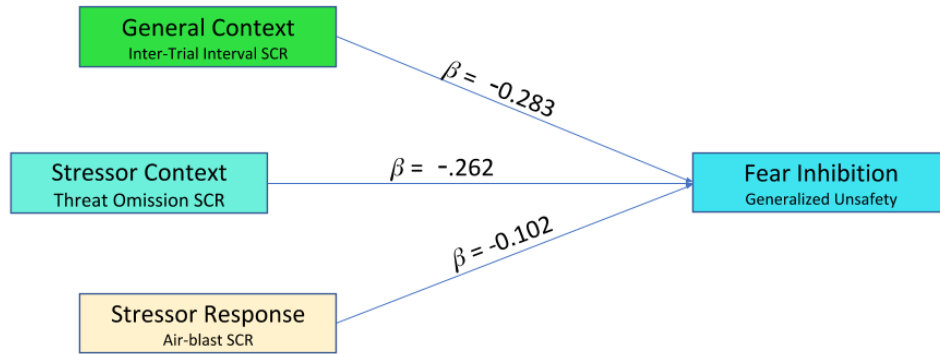 General Context
Inter-Trial Interval SCR
β = -0.283
Stressor Context
Threat Omission SCR
β = -.262
Fear Inhibition
Generalized Unsafety
β = -0.102
Stressor Response
Air-blast SCR